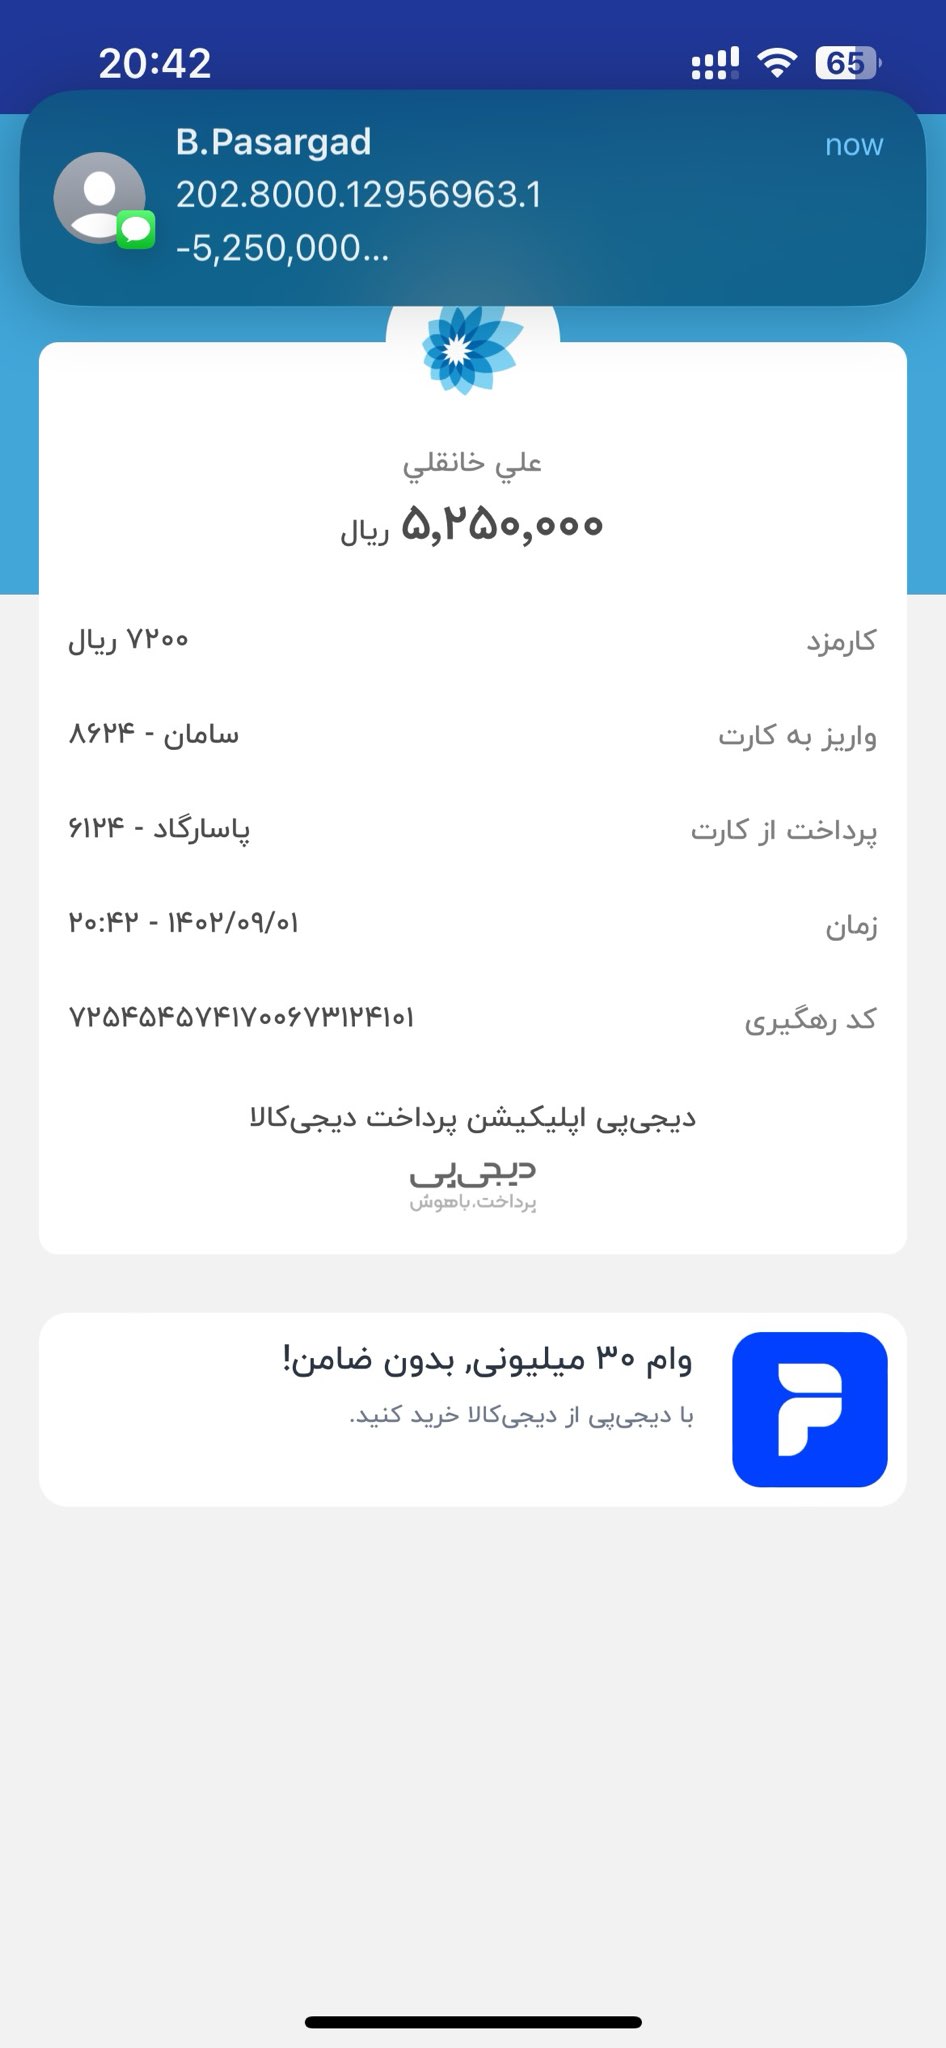 20:42
65
B.Pasargad
now
202.8000.12956963.1
-5,250,000...
علي خانقلي
۵,۲۵۰,۰۰۰ ریال
کارمزد ۷۲۰۰ ریال
واریز به کارت سامان - ۸۶۲۴
پرداخت از کارت پاسارگاد - ۶۱۲۴
زمان ۱۴۰۲/۰۹/۰۱ - ۲۰:۴۲
کد رهگیری ۷۲۵۴۵۴۵۷۴۱۷۰۰۶۷۳۱۲۴۱۰۱
دیجی‌پی اپلیکیشن پرداخت دیجی‌کالا
دیجی‌پی
پرداخت.باهوش
وام ۳۰ میلیونی, بدون ضامن!
با دیجی‌پی از دیجی‌کالا خرید کنید.